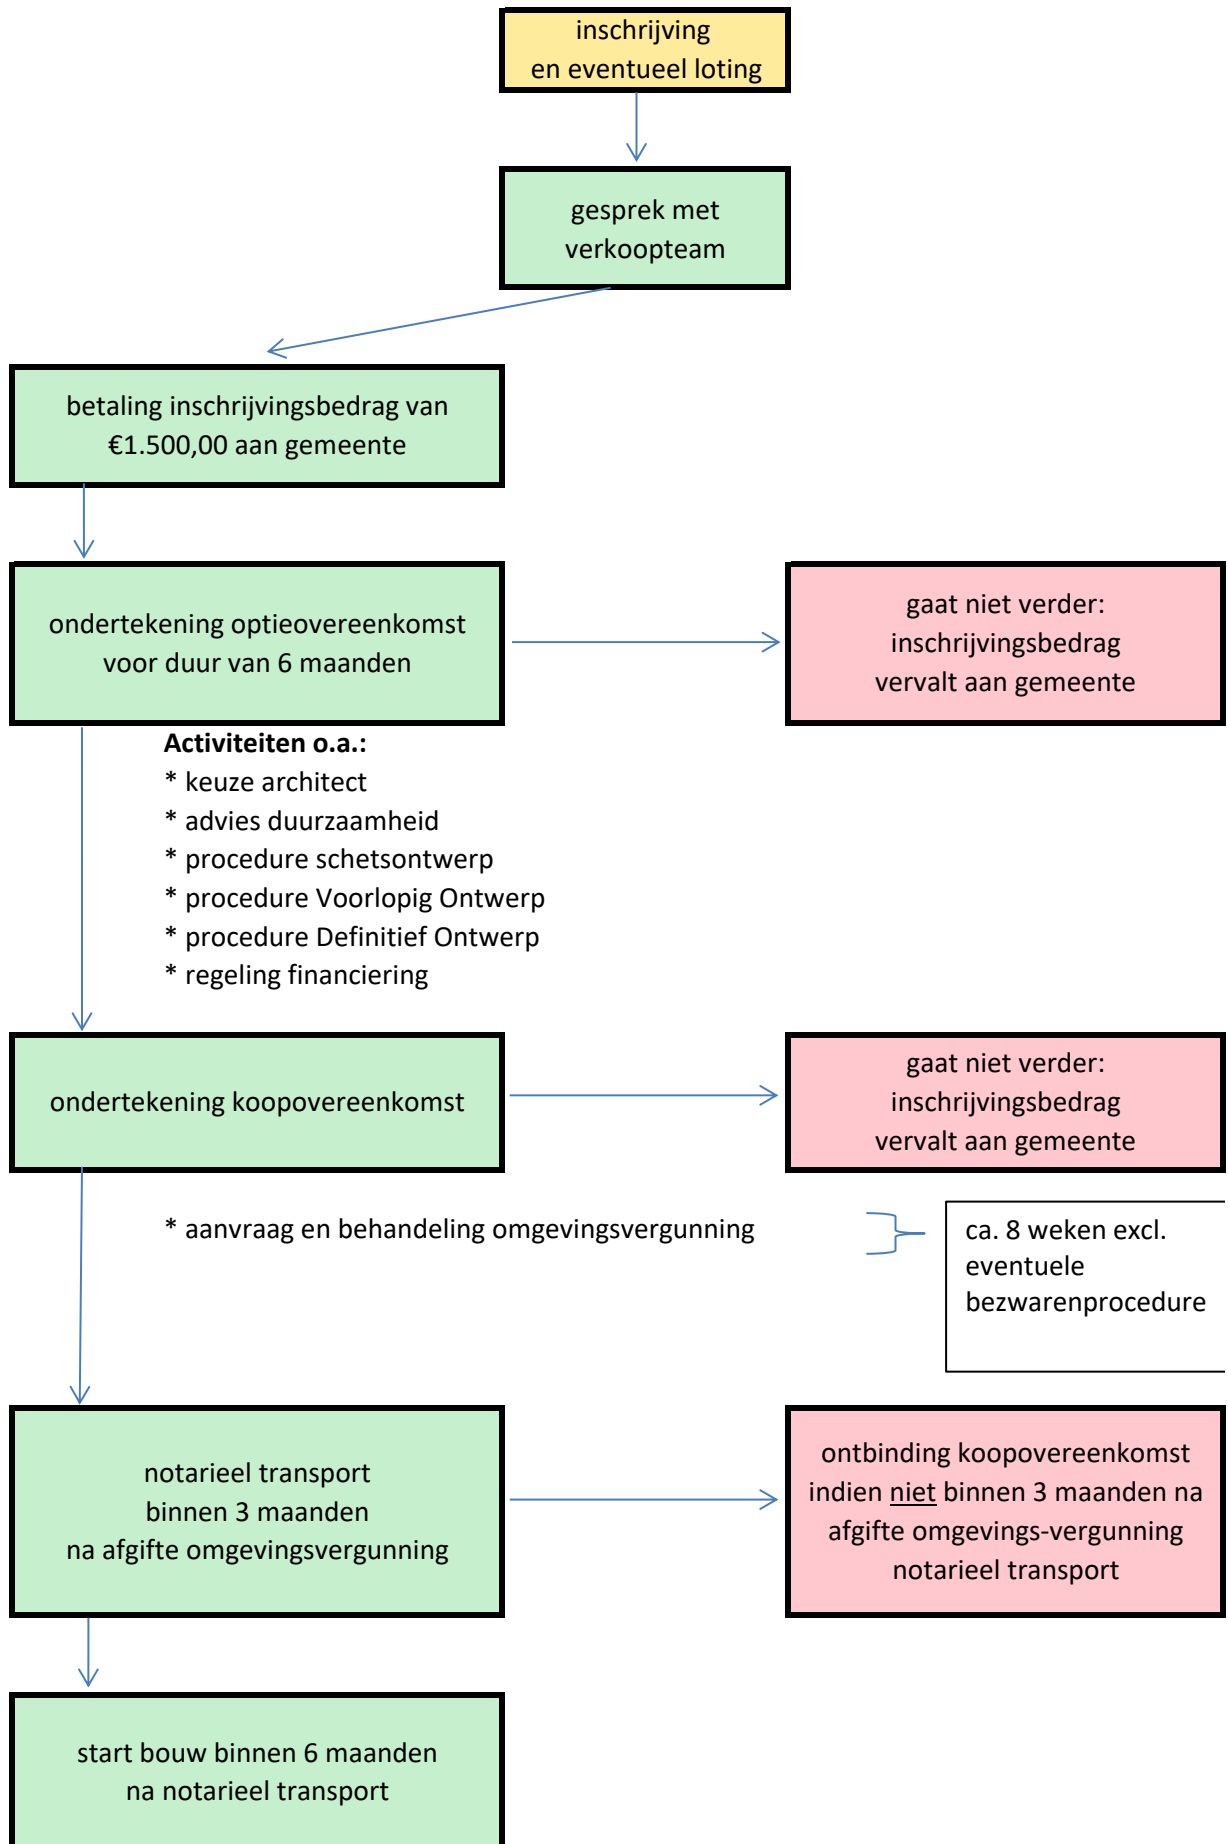 inschrijving
en eventueel loting
gesprek met
verkoopteam
betaling inschrijvingsbedrag van
€1.500,00 aan gemeente
ondertekening optieovereenkomst
voor duur van 6 maanden
gaat niet verder:
inschrijvingsbedrag
vervalt aan gemeente
Activiteiten o.a.:
* keuze architect
* advies duurzaamheid
* procedure schetsontwerp
* procedure Voorlopig Ontwerp
* procedure Definitief Ontwerp
* regeling financiering
ondertekening koopovereenkomst
gaat niet verder:
inschrijvingsbedrag
vervalt aan gemeente
* aanvraag en behandeling omgevingsvergunning
ca. 8 weken excl.
eventuele
bezwarenprocedure
notarieel transport
binnen 3 maanden
na afgifte omgevingsvergunning
ontbinding koopovereenkomst
indien niet binnen 3 maanden na
afgifte omgevings-vergunning
notarieel transport
start bouw binnen 6 maanden
na notarieel transport